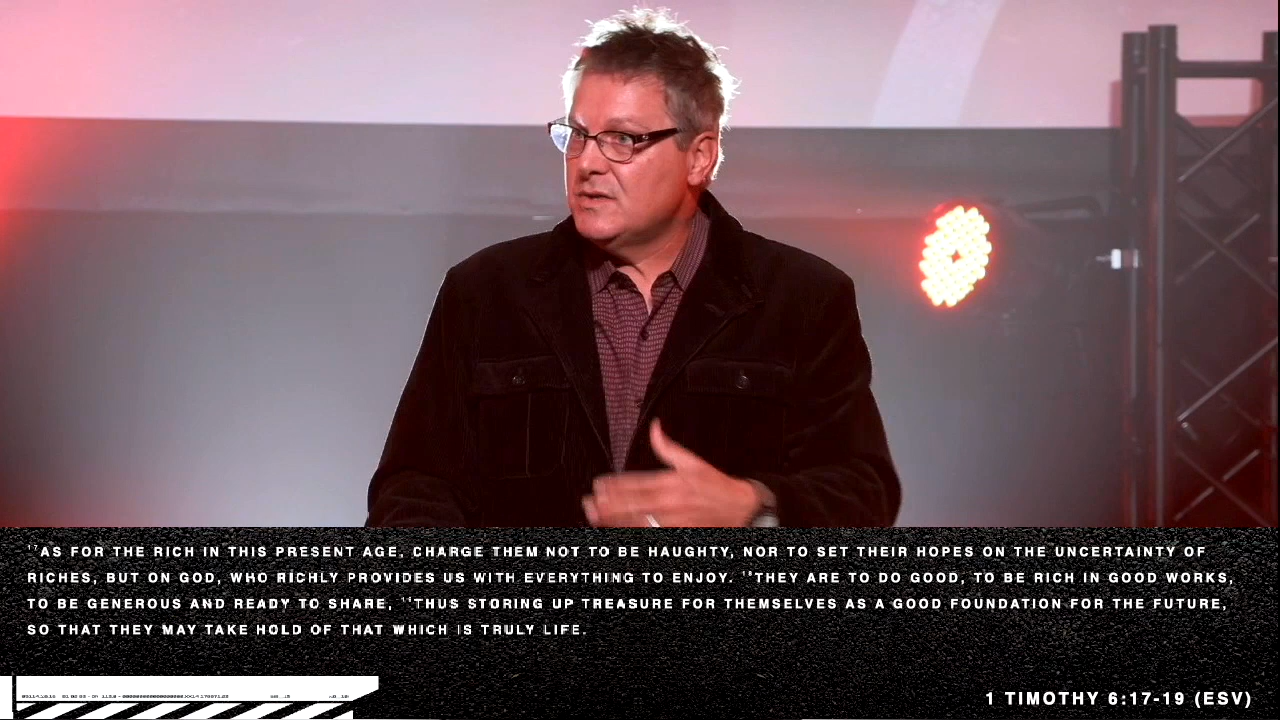 ¹⁷AS FOR THE RICH IN THIS PRESENT AGE, CHARGE THEM NOT TO BE HAUGHTY, NOR TO SET THEIR HOPES ON THE UNCERTAINTY OF
RICHES, BUT ON GOD, WHO RICHLY PROVIDES US WITH EVERYTHING TO ENJOY. ¹⁸THEY ARE TO DO GOOD, TO BE RICH IN GOOD WORKS,
TO BE GENEROUS AND READY TO SHARE, ¹⁹THUS STORING UP TREASURE FOR THEMSELVES AS A GOOD FOUNDATION FOR THE FUTURE,
SO THAT THEY MAY TAKE HOLD OF THAT WHICH IS TRULY LIFE.
1 TIMOTHY 6:17-19 (ESV)